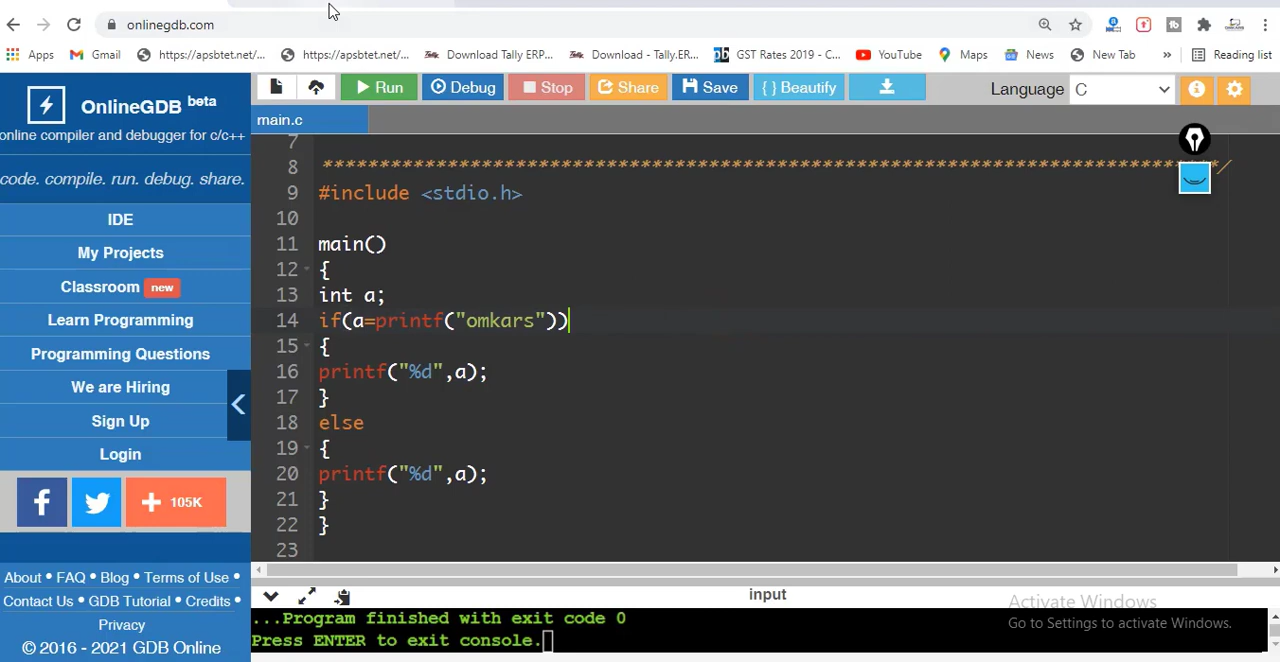 onlinegdb.com
Apps Gmail https://apsbtet.net/... https://apsbtet.net/... Download Tally ERP... Download - Tally.ER... GST Rates 2019 - C... YouTube Maps News New Tab » Reading list
OnlineGDB beta
online compiler and debugger for c/c++
code. compile. run. debug. share.
IDE
My Projects
Classroom new
Learn Programming
Programming Questions
We are Hiring
Sign Up
Login
f + 105K
About • FAQ • Blog • Terms of Use •
Contact Us • GDB Tutorial • Credits •
Privacy
© 2016 - 2021 GDB Online
Run Debug Stop Share Save { } Beautify Language C
main.c
7
8 ******************************************************************************/
9 #include <stdio.h>
10
11 main()
12 {
13 int a;
14 if(a=printf("omkars"))
15 {
16 printf("%d",a);
17 }
18 else
19 {
20 printf("%d",a);
21 }
22 }
23
input
...Program finished with exit code 0
Press ENTER to exit console.
Activate Windows
Go to Settings to activate Windows.